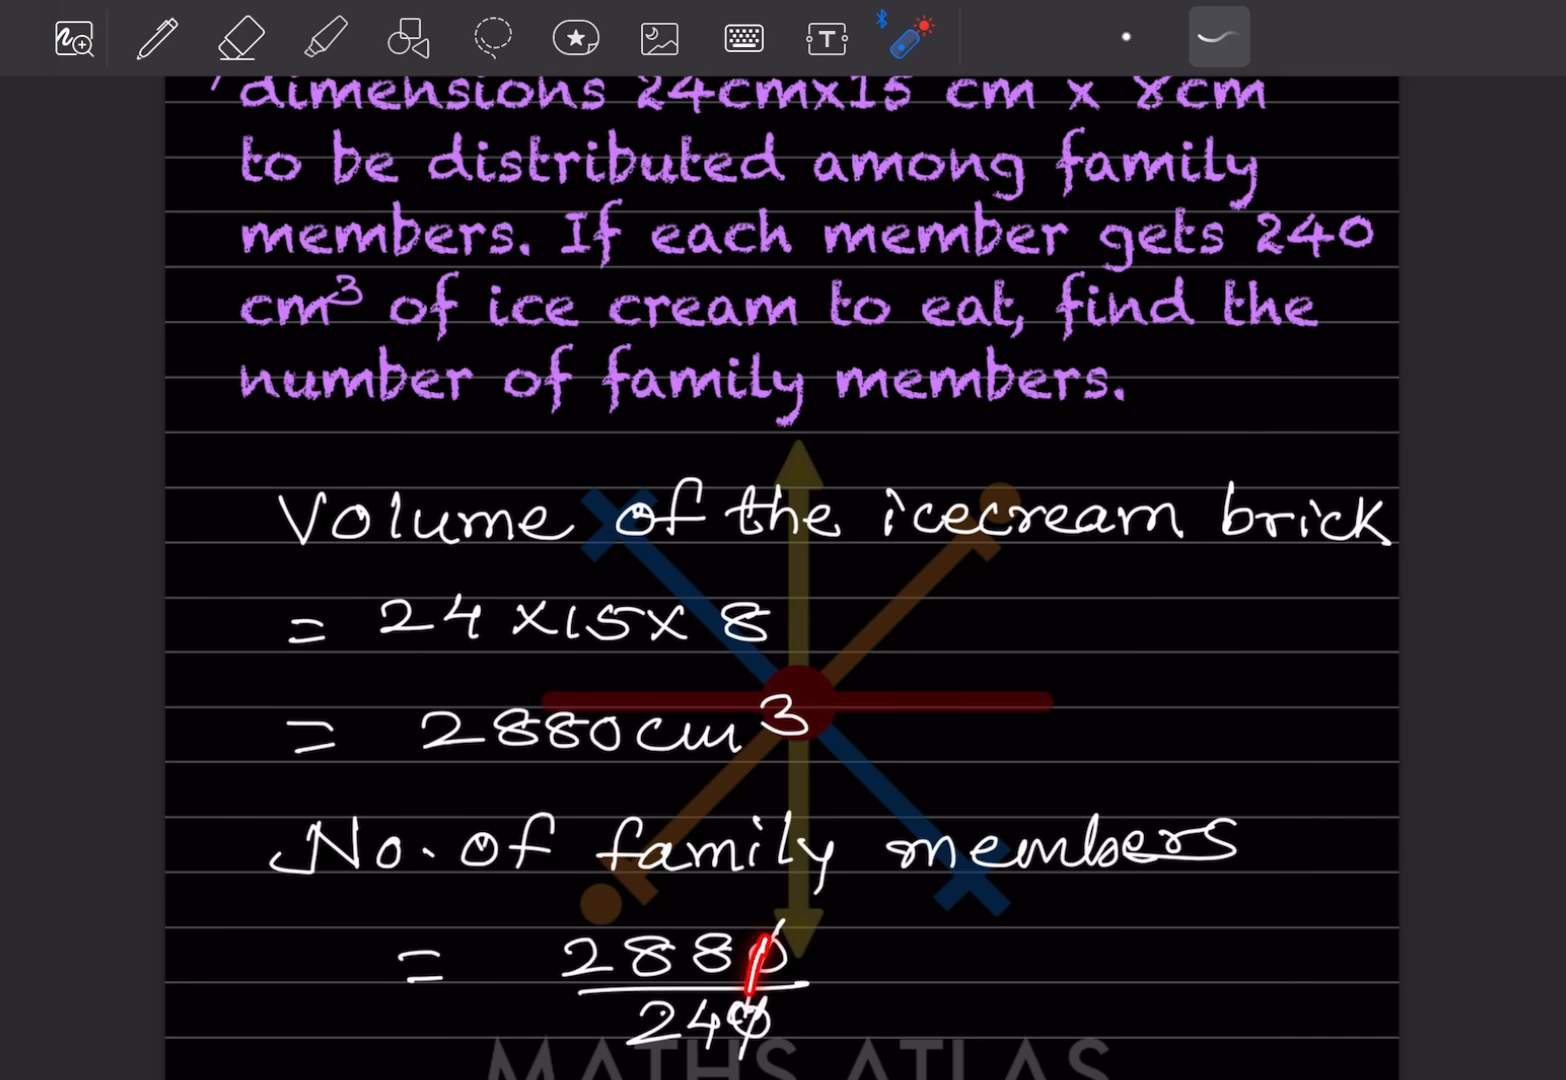 dimensions 24cmx15 cm x 8cm
to be distributed among family
members. If each member gets 240
cm³ of ice cream to eat, find the
number of family members.
Volume of the icecream brick
= 24 x15x 8
= 2880cm³
No. of family members
= 2880
240
MATHS ATLAS